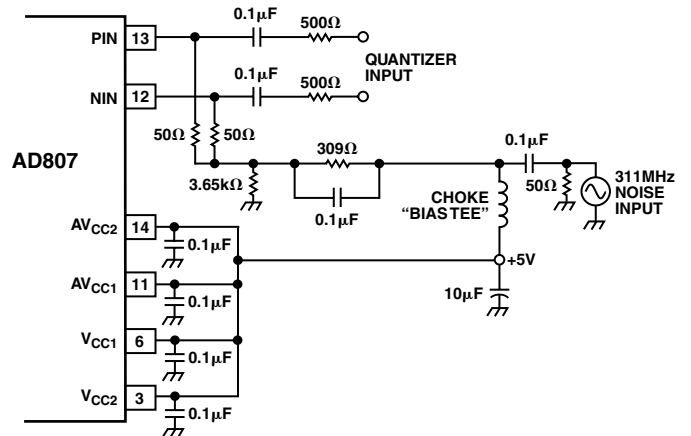 PIN 13 0.1µF 500Ω
QUANTIZER
INPUT
NIN 12 0.1µF 500Ω
50Ω 50Ω
AD807
309Ω
3.65kΩ
0.1µF
0.1µF
50Ω
311MHz
NOISE
INPUT
CHOKE
"BIAS TEE"
AVCC2 14 0.1µF
+5V
AVCC1 11 0.1µF
10µF
VCC1 6 0.1µF
VCC2 3 0.1µF